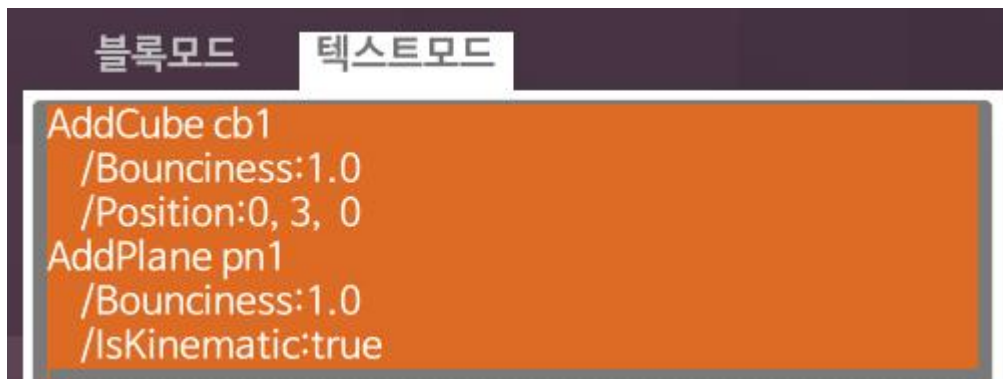 블록모드 텍스트모드
AddCube cb1
/Bounciness:1.0
/Position:0, 3, 0
AddPlane pn1
/Bounciness:1.0
/IsKinematic:true